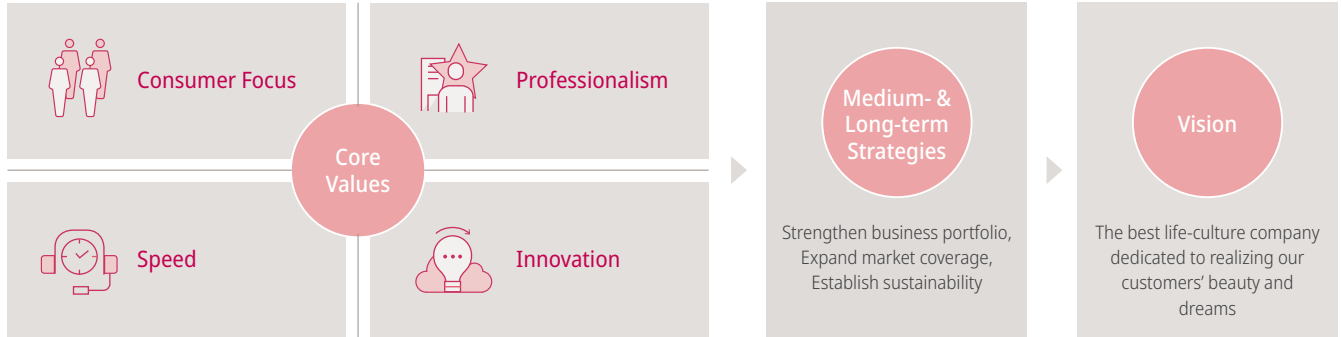 Consumer Focus
Professionalism
Core
Values
Speed
Innovation
Medium- &
Long-term
Strategies
Strengthen business portfolio,
Expand market coverage,
Establish sustainability
Vision
The best life-culture company
dedicated to realizing our
customers’ beauty and
dreams